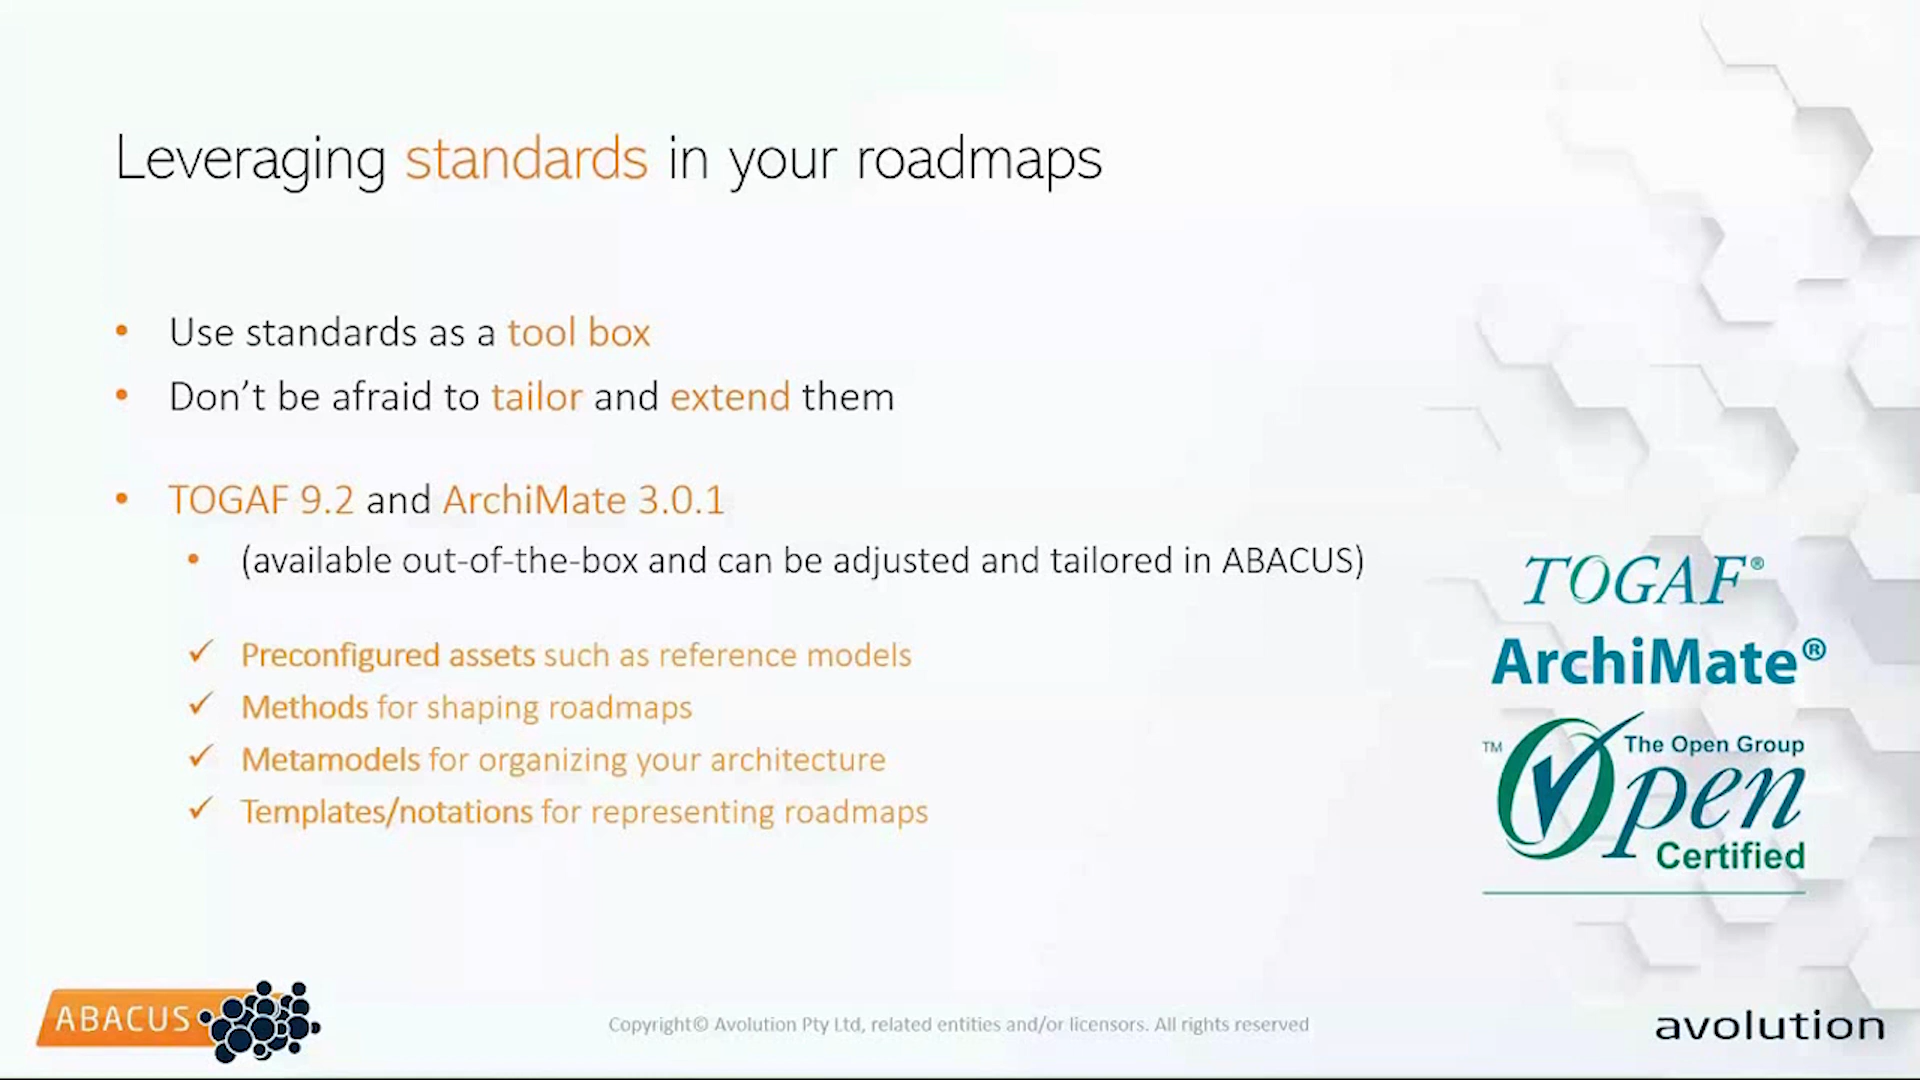 Leveraging standards in your roadmaps
• Use standards as a tool box
• Don’t be afraid to tailor and extend them
• TOGAF 9.2 and ArchiMate 3.0.1
• (available out-of-the-box and can be adjusted and tailored in ABACUS)
✓ Preconfigured assets such as reference models
✓ Methods for shaping roadmaps
✓ Metamodels for organizing your architecture
✓ Templates/notations for representing roadmaps
TOGAF®
ArchiMate®
TM The Open Group
Open
Certified
ABACUS
Copyright© Avolution Pty Ltd, related entities and/or licensors. All rights reserved
avolution